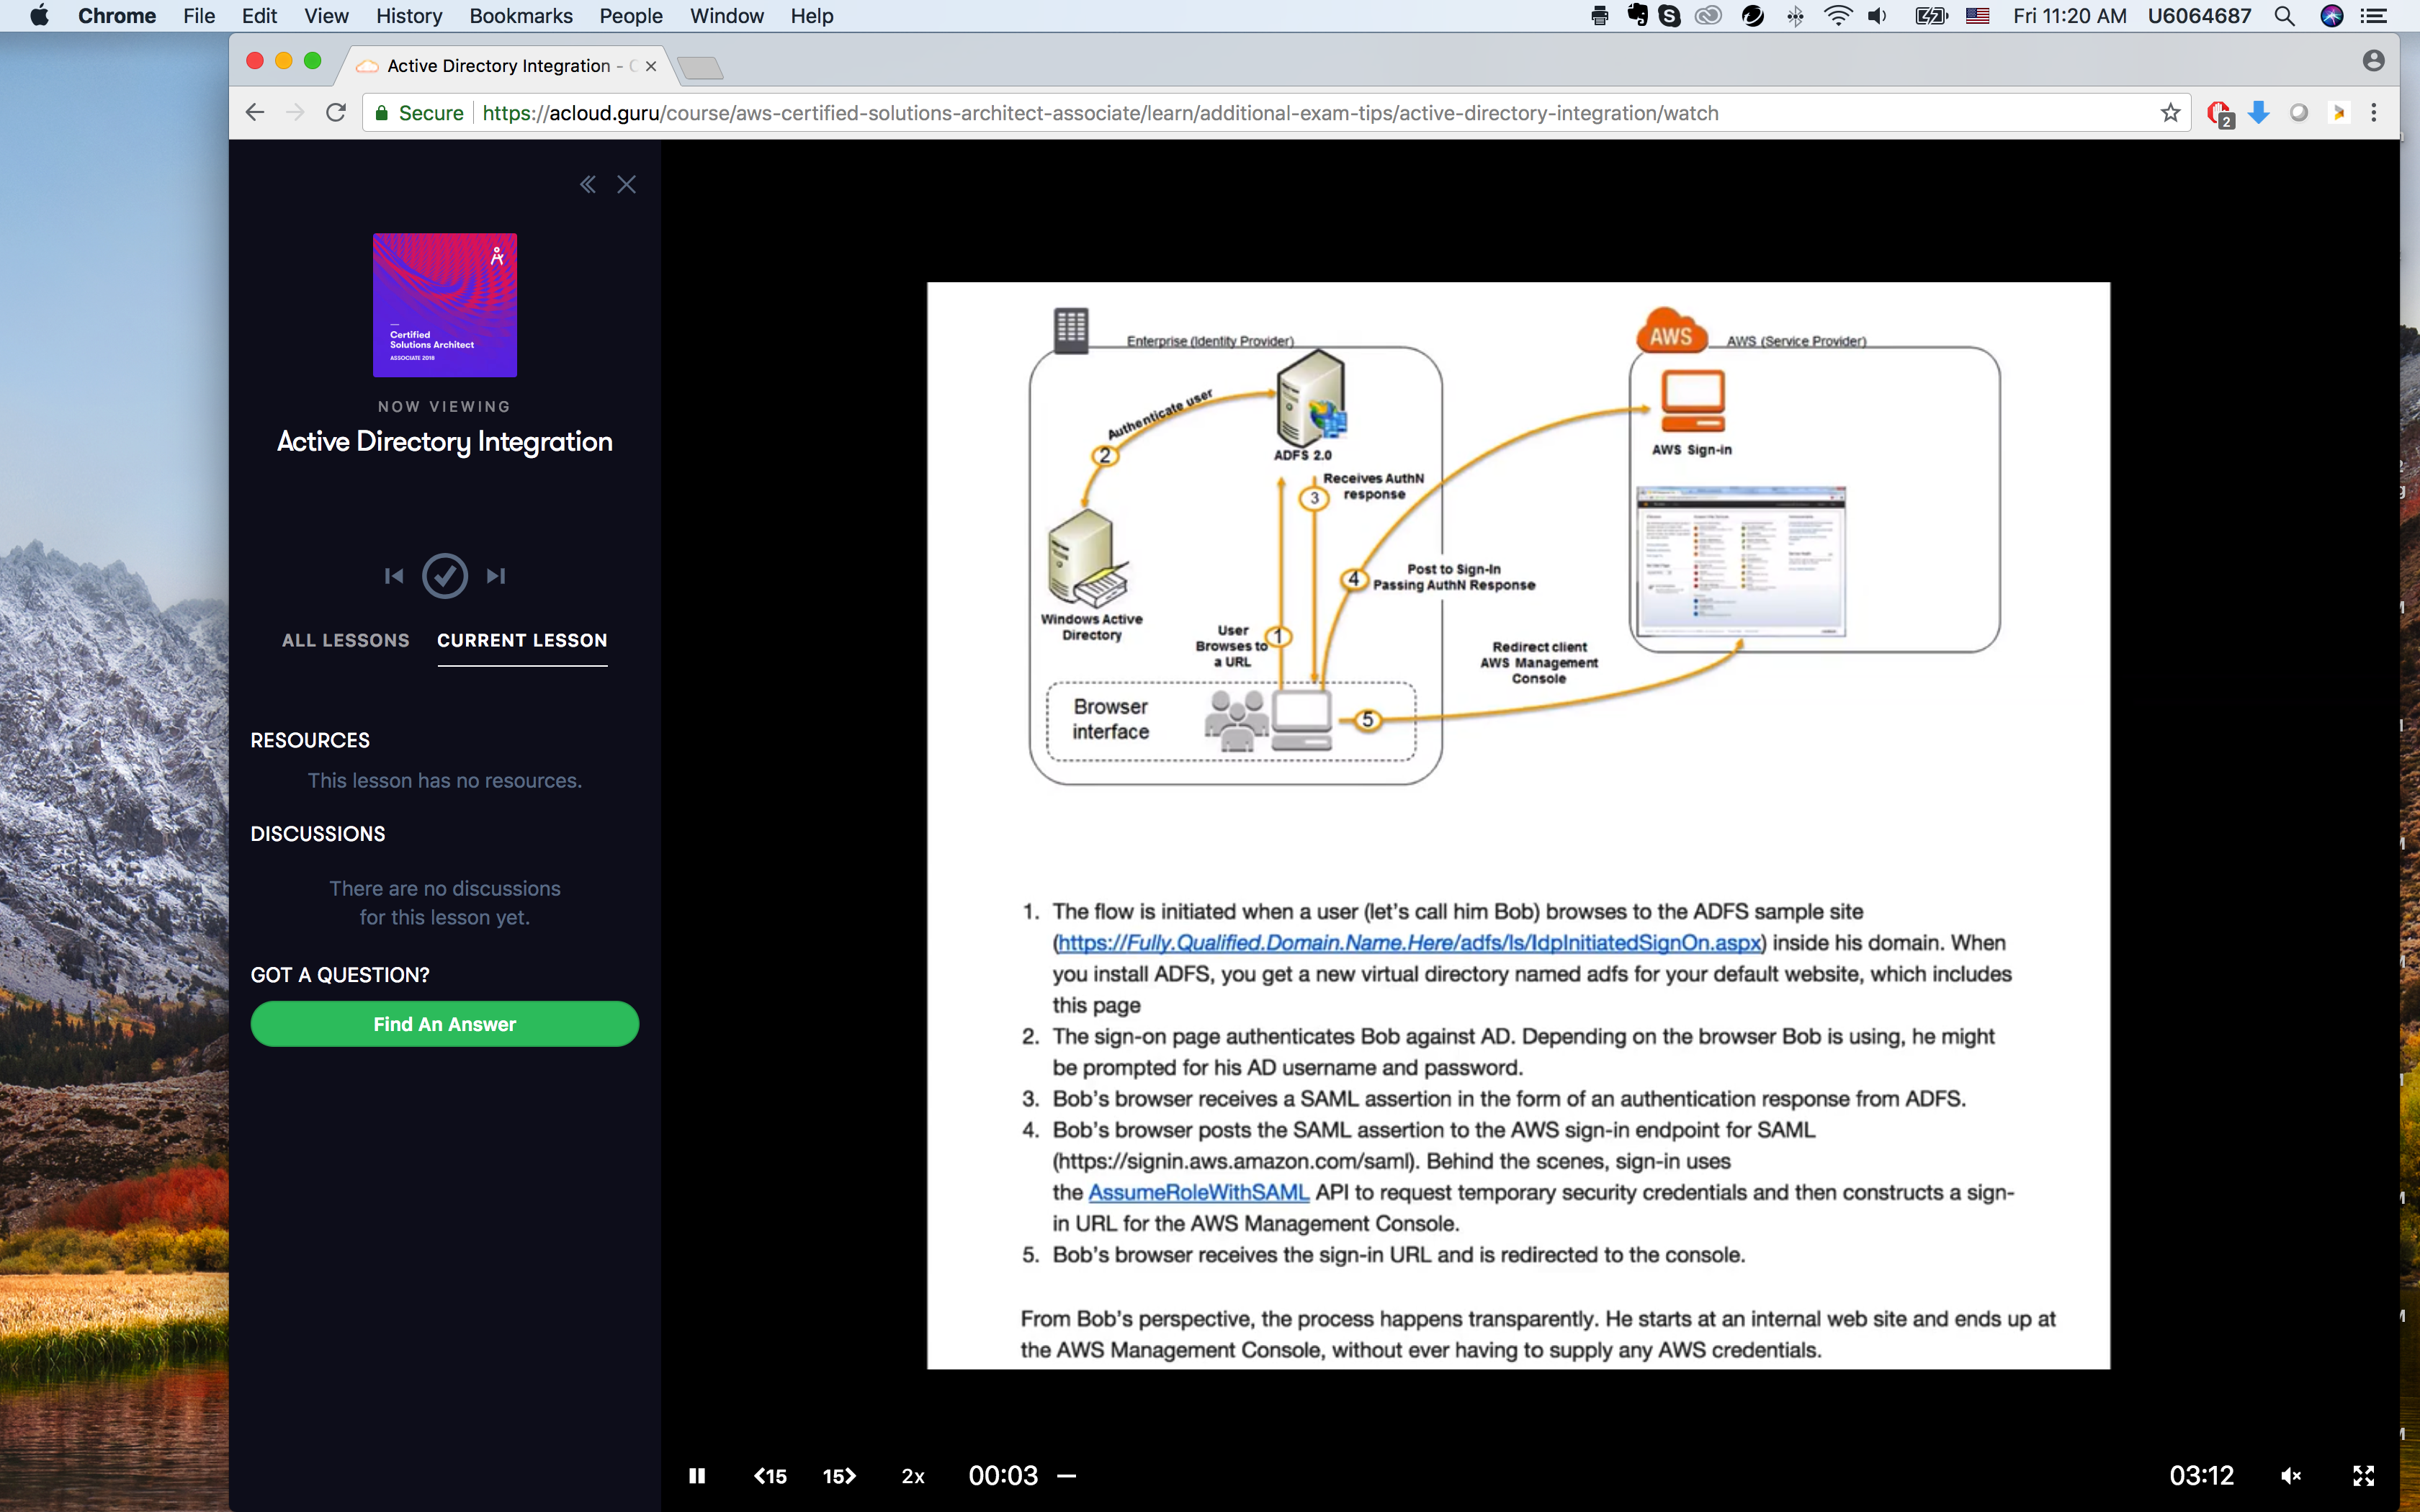 Chrome File Edit View History Bookmarks People Window Help Fri 11:20 AM U6064687
Active Directory Integration - C
Secure https://acloud.guru/course/aws-certified-solutions-architect-associate/learn/additional-exam-tips/active-directory-integration/watch
2
Certified
Solutions Architect
ASSOCIATE 2018
NOW VIEWING
Active Directory Integration
ALL LESSONS CURRENT LESSON
RESOURCES
This lesson has no resources.
DISCUSSIONS
There are no discussions
for this lesson yet.
GOT A QUESTION?
Find An Answer
Enterprise (Identity Provider)
AWS
AWS (Service Provider)
Authenticate user
2
ADFS 2.0
AWS Sign-in
3
Receives AuthN
response
Windows Active
Directory
4
Post to Sign-In
Passing AuthN Response
User
Browses to
a URL
1
Redirect client
AWS Management
Console
Browser
interface
5
1. The flow is initiated when a user (let's call him Bob) browses to the ADFS sample site
(https://Fully.Qualified.Domain.Name.Here/adfs/ls/IdpInitiatedSignOn.aspx) inside his domain. When
you install ADFS, you get a new virtual directory named adfs for your default website, which includes
this page
2. The sign-on page authenticates Bob against AD. Depending on the browser Bob is using, he might
be prompted for his AD username and password.
3. Bob's browser receives a SAML assertion in the form of an authentication response from ADFS.
4. Bob's browser posts the SAML assertion to the AWS sign-in endpoint for SAML
(https://signin.aws.amazon.com/saml). Behind the scenes, sign-in uses
the AssumeRoleWithSAML API to request temporary security credentials and then constructs a sign-
in URL for the AWS Management Console.
5. Bob's browser receives the sign-in URL and is redirected to the console.
From Bob's perspective, the process happens transparently. He starts at an internal web site and ends up at
the AWS Management Console, without ever having to supply any AWS credentials.
<15 15> 2x 00:03 03:12